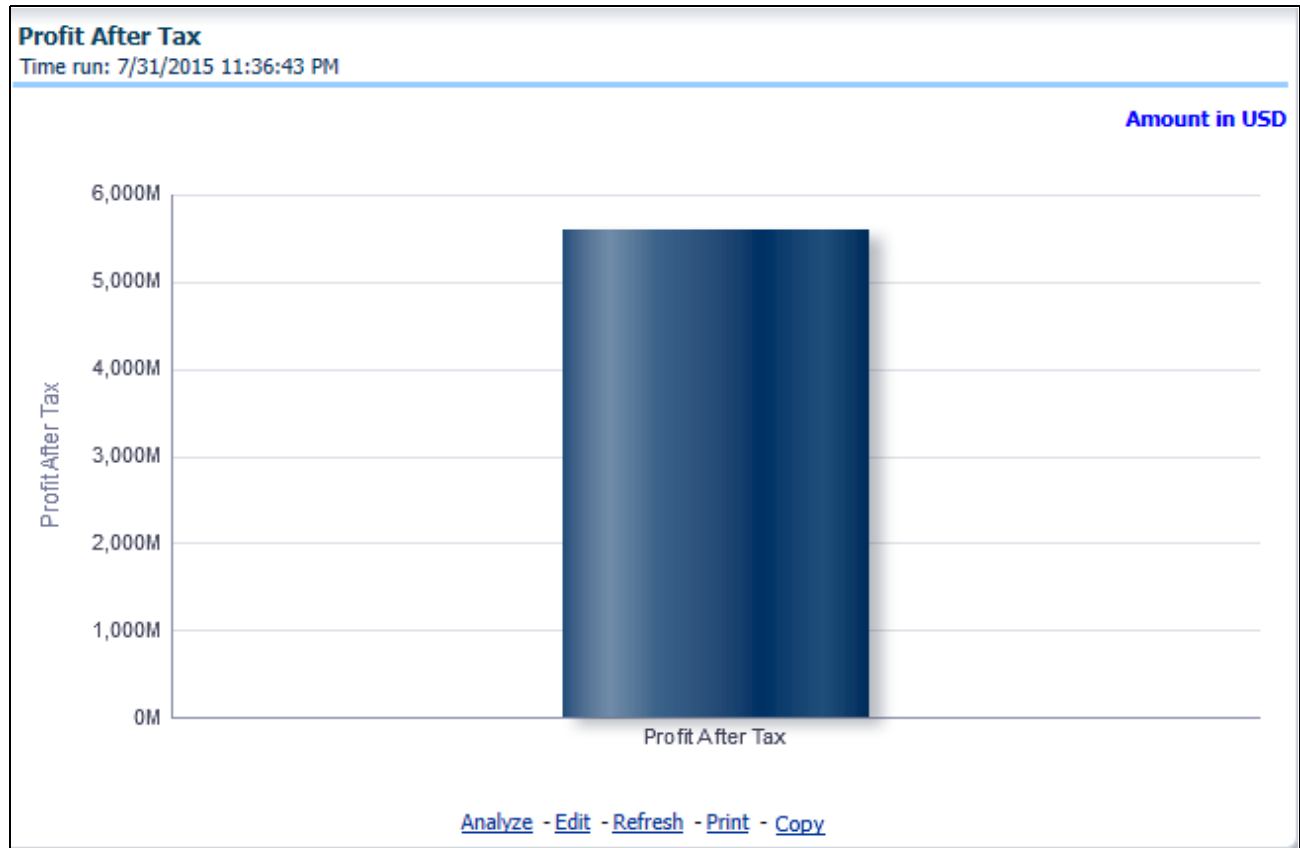 Profit After Tax
Time run: 7/31/2015 11:36:43 PM
Amount in USD
6,000M
5,000M
4,000M
3,000M
2,000M
1,000M
0M
Profit After Tax
Profit After Tax
Analyze - Edit - Refresh - Print - Copy